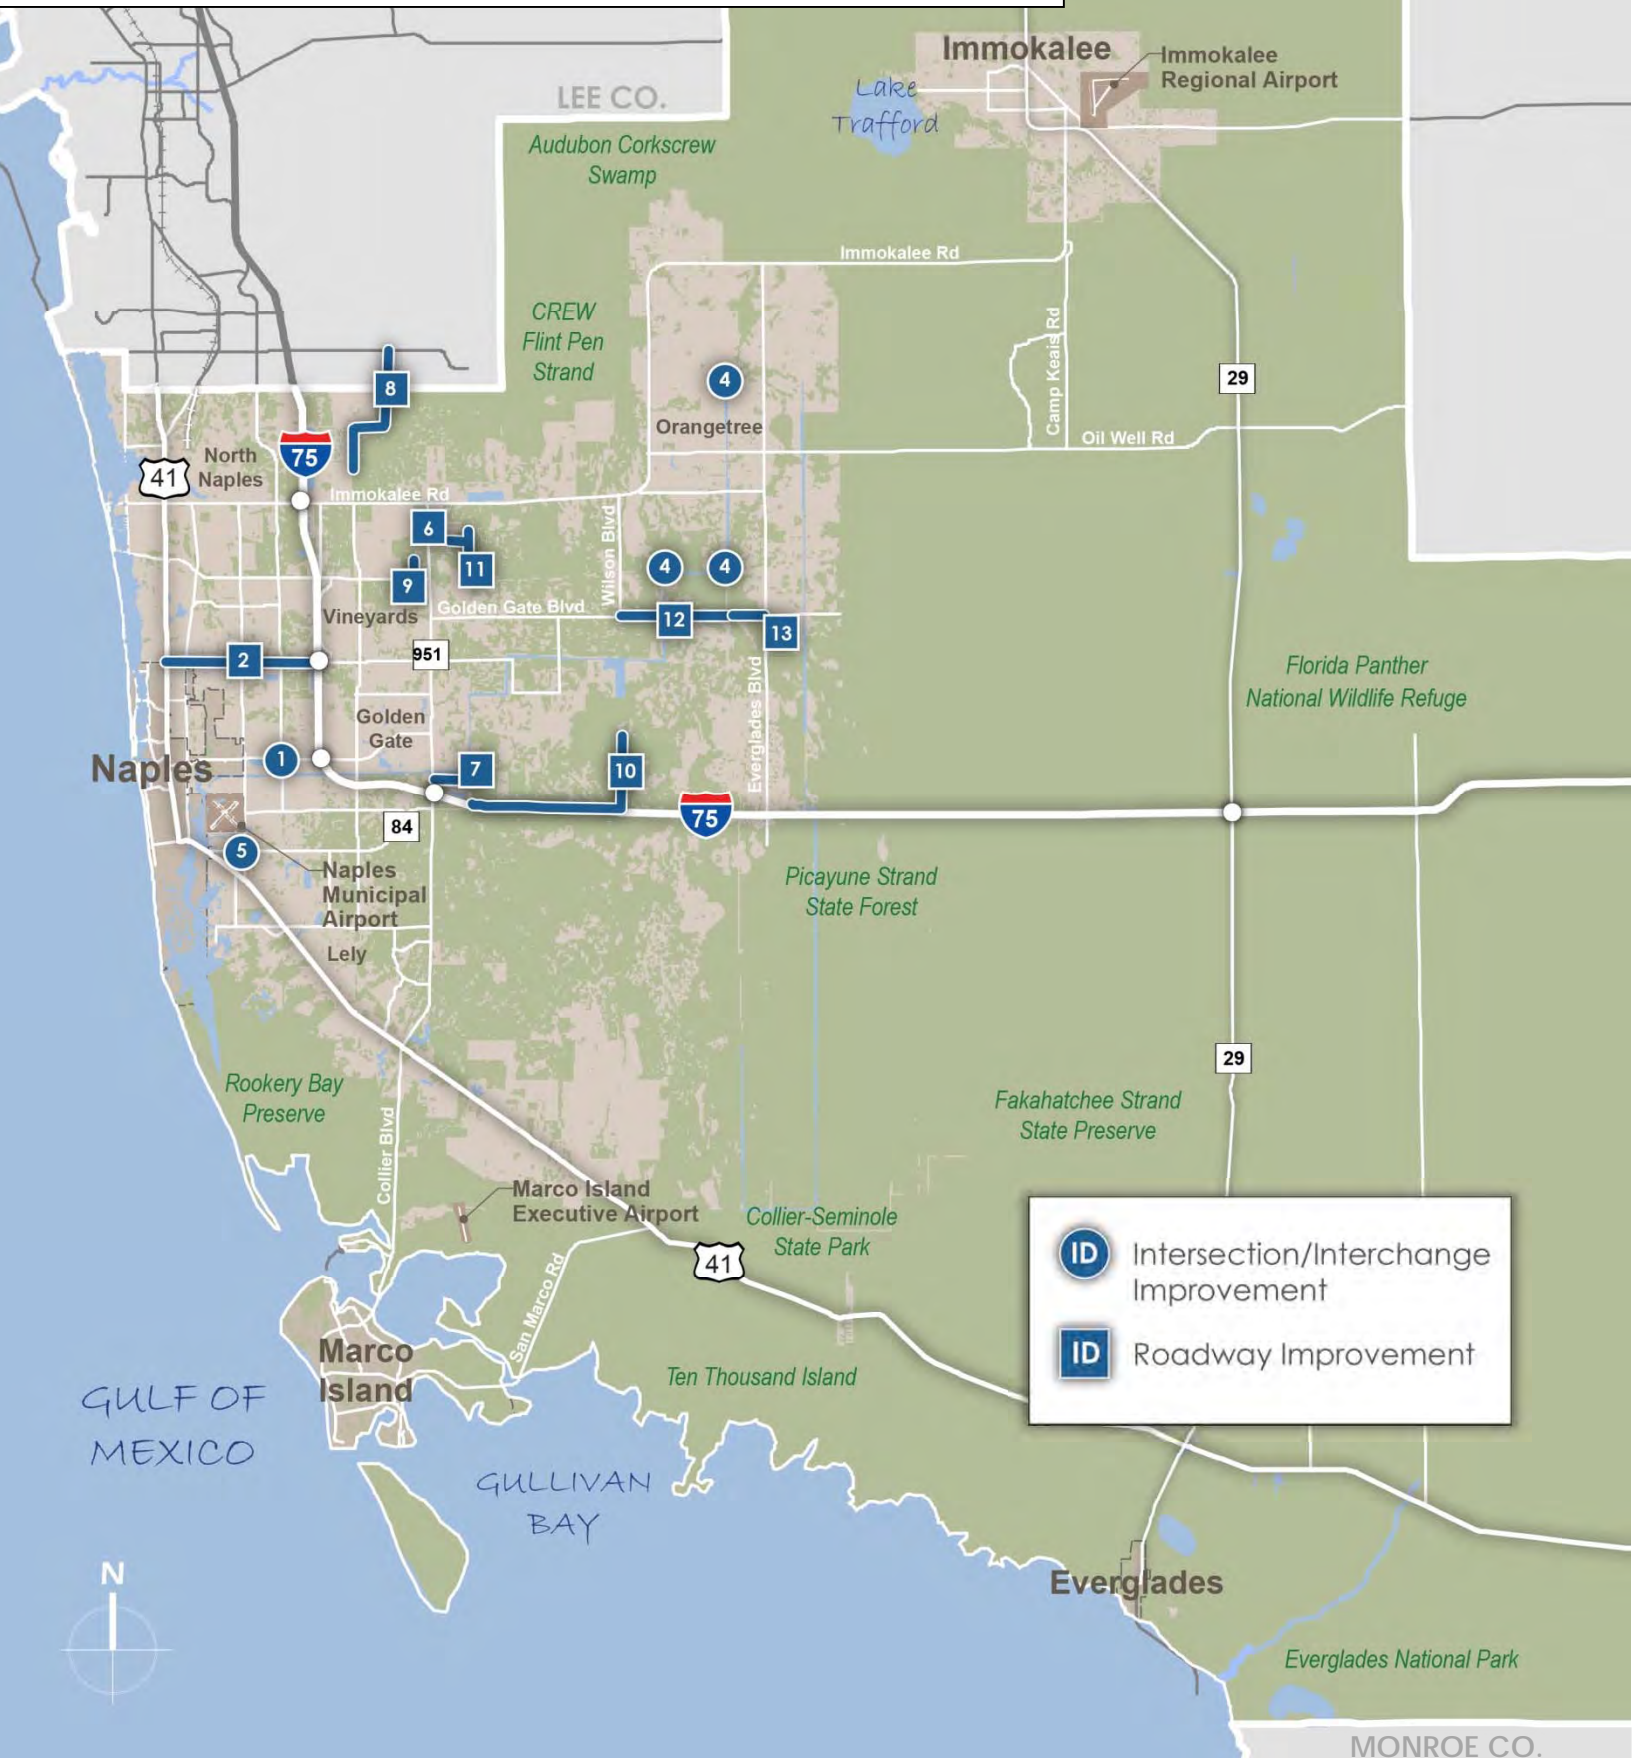 Immokalee
Immokalee
Regional Airport
LEE CO.
Lake
Trafford
Audubon Corkscrew
Swamp
Immokalee Rd
CREW
Flint Pen
Strand
Camp Keais Rd
8
4
29
Orangetree
Oil Well Rd
North
Naples
75
41
Immokalee Rd
6
11
9
Wilson Blvd
4
4
Vineyards
Golden Gate Blvd
12
13
2
951
Everglades Blvd
Florida Panther
National Wildlife Refuge
Golden
Gate
Naples
1
7
10
75
84
5
Naples
Municipal
Airport
Lely
Picayune Strand
State Forest
29
Rookery Bay
Preserve
Fakahatchee Strand
State Preserve
Collier Blvd
Marco Island
Executive Airport
Collier-Seminole
State Park
41
San Marco Rd
ID Intersection/Interchange
Improvement
ID Roadway Improvement
Marco
Island
Ten Thousand Island
GULF OF
MEXICO
GULLIVAN
BAY
N
Everglades
Everglades National Park
MONROE CO.